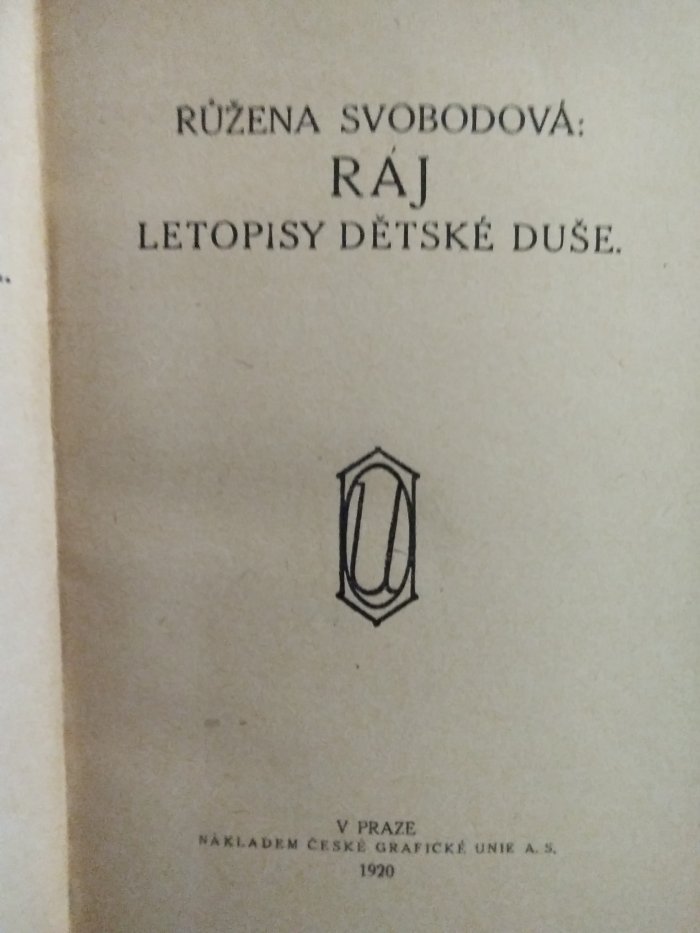 RŮŽENA SVOBODOVÁ:
RÁJ
LETOPISY DĚTSKÉ DUŠE.
U
V PRAZE
NÁKLADEM ČESKÉ GRAFICKÉ UNIE A. S.
1920